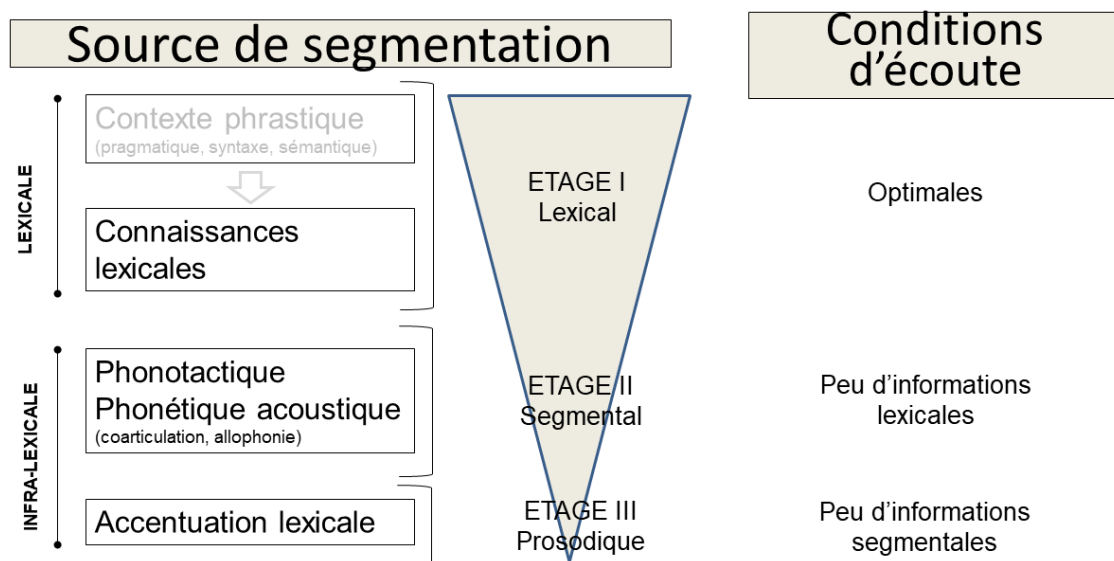 Source de segmentation
Conditions
d’écoute
LEXICALE
Contexte phrastique
(pragmatique, syntaxe, sémantique)
Connaissances
lexicales
ETAGE I
Lexical
Optimales
INFRA-LEXICALE
Phonotactique
Phonétique acoustique
(coarticulation, allophonie)
ETAGE II
Segmental
Peu d’informations
lexicales
Accentuation lexicale
ETAGE III
Prosodique
Peu d’informations
segmentales